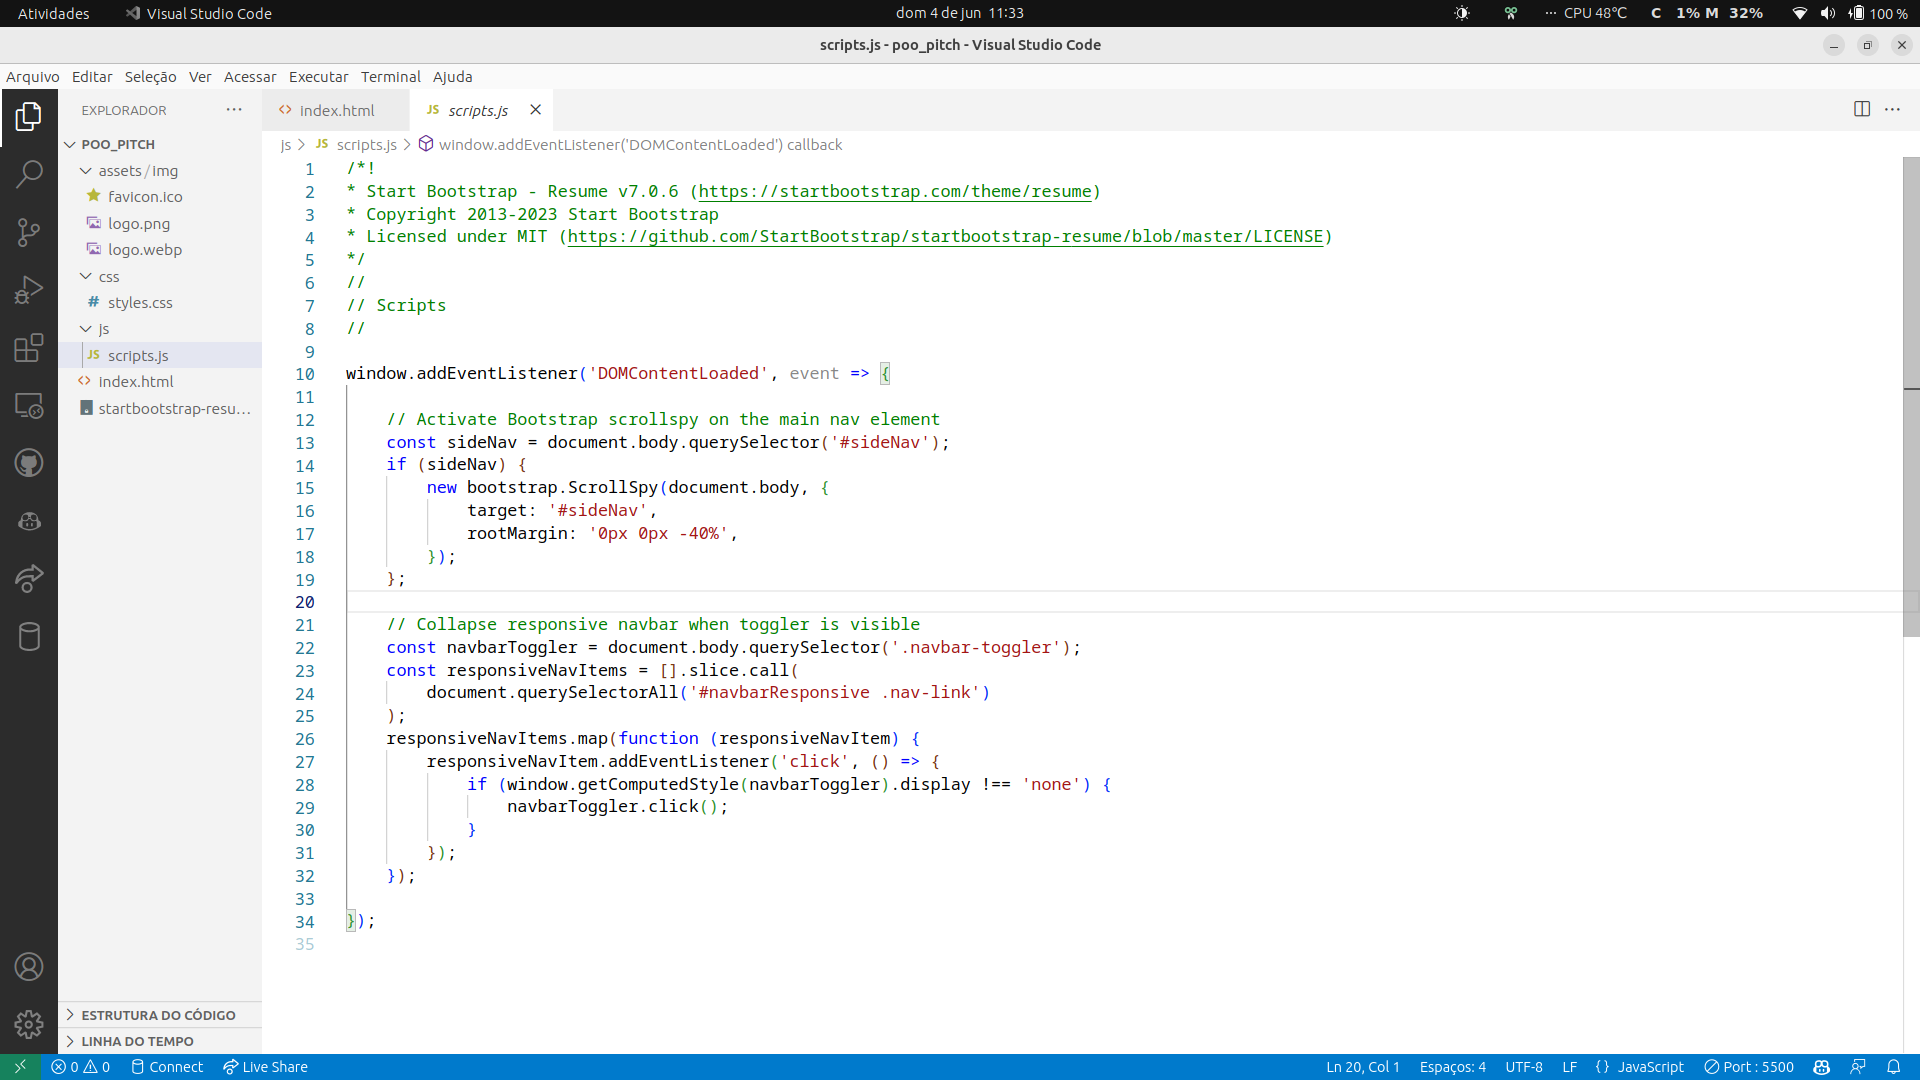 Atividades
Visual Studio Code
dom 4 de jun 11:33
CPU 48°C
C 1% M 32%
100 %
scripts.js - poo_pitch - Visual Studio Code
Arquivo Editar Seleção Ver Acessar Executar Terminal Ajuda
EXPLORADOR
POO_PITCH
assets/img
favicon.ico
logo.png
logo.webp
css
styles.css
js
JS scripts.js
index.html
startbootstrap-resu...
ESTRUTURA DO CÓDIGO
LINHA DO TEMPO
index.html
JS scripts.js
js > JS scripts.js > window.addEventListener('DOMContentLoaded') callback
1 /*!
2 * Start Bootstrap - Resume v7.0.6 (https://startbootstrap.com/theme/resume)
3 * Copyright 2013-2023 Start Bootstrap
4 * Licensed under MIT (https://github.com/StartBootstrap/startbootstrap-resume/blob/master/LICENSE)
5 */
6 //
7 // Scripts
8 //
9
10 window.addEventListener('DOMContentLoaded', event => {
11
12     // Activate Bootstrap scrollspy on the main nav element
13     const sideNav = document.body.querySelector('#sideNav');
14     if (sideNav) {
15         new bootstrap.ScrollSpy(document.body, {
16             target: '#sideNav',
17             rootMargin: '0px 0px -40%',
18         });
19     };
20
21     // Collapse responsive navbar when toggler is visible
22     const navbarToggler = document.body.querySelector('.navbar-toggler');
23     const responsiveNavItems = [].slice.call(
24         document.querySelectorAll('#navbarResponsive .nav-link')
25     );
26     responsiveNavItems.map(function (responsiveNavItem) {
27         responsiveNavItem.addEventListener('click', () => {
28             if (window.getComputedStyle(navbarToggler).display !== 'none') {
29                 navbarToggler.click();
30             }
31         });
32     });
33
34 });
35
0 0 Connect Live Share
Ln 20, Col 1 Espaços: 4 UTF-8 LF {} JavaScript Port : 5500